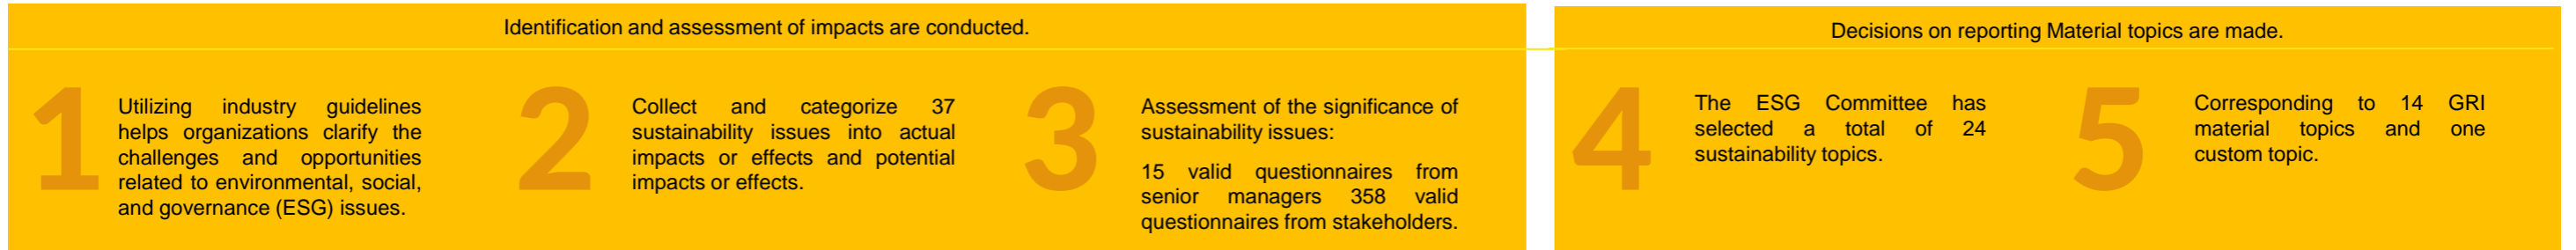 Identification and assessment of impacts are conducted.
1
Utilizing industry guidelines
helps organizations clarify the
challenges and opportunities
related to environmental, social,
and governance (ESG) issues.
2
Collect and categorize 37
sustainability issues into actual
impacts or effects and potential
impacts or effects.
3
Assessment of the significance of
sustainability issues:
15 valid questionnaires from
senior managers 358 valid
questionnaires from stakeholders.
Decisions on reporting Material topics are made.
4
The ESG Committee has
selected a total of 24
sustainability topics.
5
Corresponding to 14 GRI
material topics and one
custom topic.